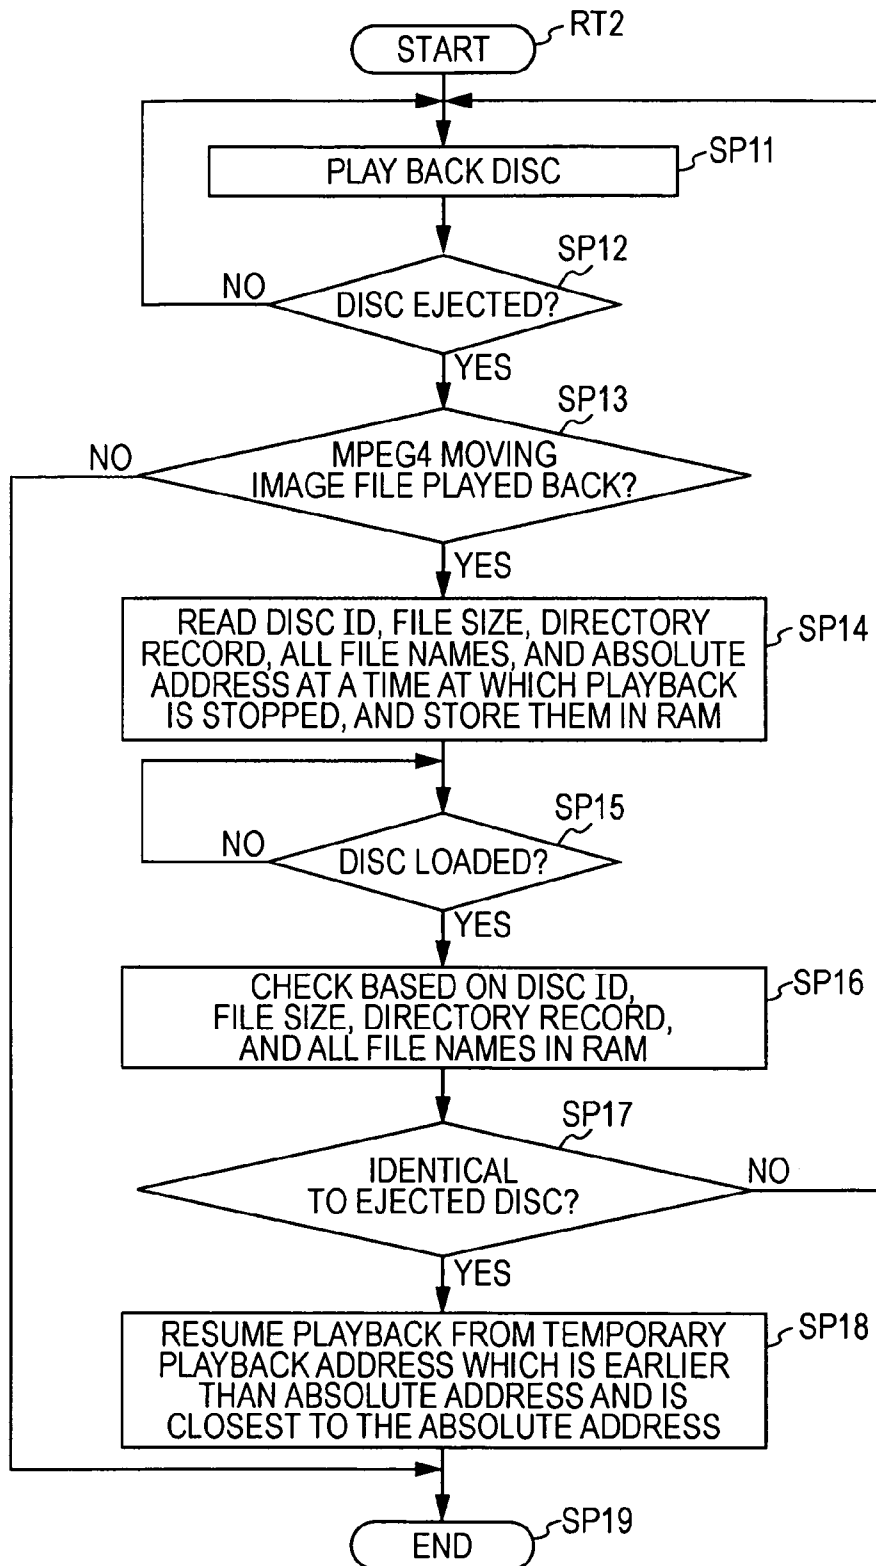 START
RT2
PLAY BACK DISC
SP11
SP12
NO
DISC EJECTED?
YES
SP13
NO
MPEG4 MOVING
IMAGE FILE PLAYED BACK?
YES
READ DISC ID, FILE SIZE, DIRECTORY
RECORD, ALL FILE NAMES, AND ABSOLUTE
ADDRESS AT A TIME AT WHICH PLAYBACK
IS STOPPED, AND STORE THEM IN RAM
SP14
SP15
NO
DISC LOADED?
YES
CHECK BASED ON DISC ID,
FILE SIZE, DIRECTORY RECORD,
AND ALL FILE NAMES IN RAM
SP16
SP17
IDENTICAL
TO EJECTED DISC?
NO
YES
RESUME PLAYBACK FROM TEMPORARY
PLAYBACK ADDRESS WHICH IS EARLIER
THAN ABSOLUTE ADDRESS AND IS
CLOSEST TO THE ABSOLUTE ADDRESS
SP18
END
SP19